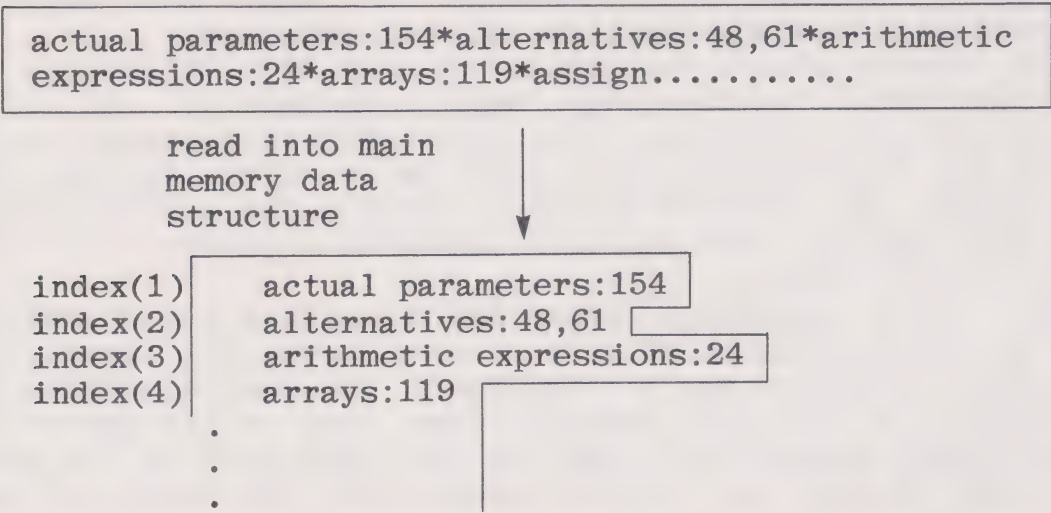 actual parameters:154*alternatives:48,61*arithmetic
expressions:24*arrays:119*assign...........
read into main
memory data
structure
index(1) actual parameters:154
index(2) alternatives:48,61
index(3) arithmetic expressions:24
index(4) arrays:119
.
.
.